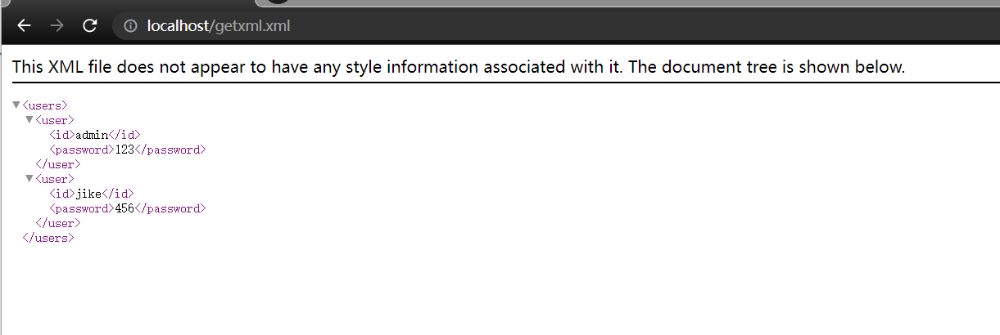 localhost/getxml.xml
This XML file does not appear to have any style information associated with it. The document tree is shown below.
<users>
<user>
<id>admin</id>
<password>123</password>
</user>
<user>
<id>jike</id>
<password>456</password>
</user>
</users>